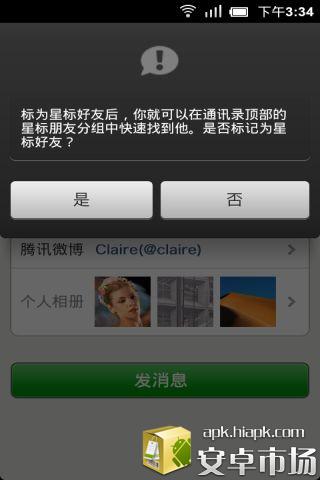 下午3:34
标为星标好友后，你就可以在通讯录顶部的
星标朋友分组中快速找到他。是否标记为星
标好友？
是 否
腾讯微博 Claire(@claire)
个人相册
发消息
apk.hiapk.com
安卓市场